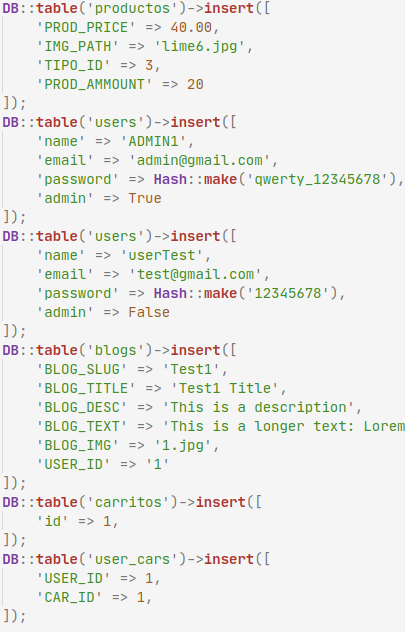 DB::table('productos')->insert([
    'PROD_PRICE' => 40.00,
    'IMG_PATH' => 'lime6.jpg',
    'TIPO_ID' => 3,
    'PROD_AMMOUNT' => 20
]);
DB::table('users')->insert([
    'name' => 'ADMIN1',
    'email' => 'admin@gmail.com',
    'password' => Hash::make('qwerty_12345678'),
    'admin' => True
]);
DB::table('users')->insert([
    'name' => 'userTest',
    'email' => 'test@gmail.com',
    'password' => Hash::make('12345678'),
    'admin' => False
]);
DB::table('blogs')->insert([
    'BLOG_SLUG' => 'Test1',
    'BLOG_TITLE' => 'Test1 Title',
    'BLOG_DESC' => 'This is a description',
    'BLOG_TEXT' => 'This is a longer text: Lorem
    'BLOG_IMG' => '1.jpg',
    'USER_ID' => '1'
]);
DB::table('carritos')->insert([
    'id' => 1,
]);
DB::table('user_cars')->insert([
    'USER_ID' => 1,
    'CAR_ID' => 1,
]);